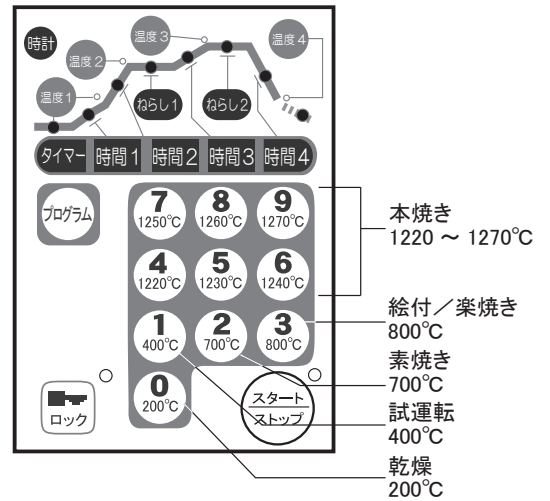 時計
温度1
温度2
温度3
温度4
ねらし1
ねらし2
タイマー 時間1 時間2 時間3 時間4
プログラム
7
1250℃
8
1260℃
9
1270℃
4
1220℃
5
1230℃
6
1240℃
1
400℃
2
700℃
3
800℃
0
200℃
ロック
スタート
ストップ
本焼き
1220 ～ 1270℃
絵付／楽焼き
800℃
素焼き
700℃
試運転
400℃
乾燥
200℃